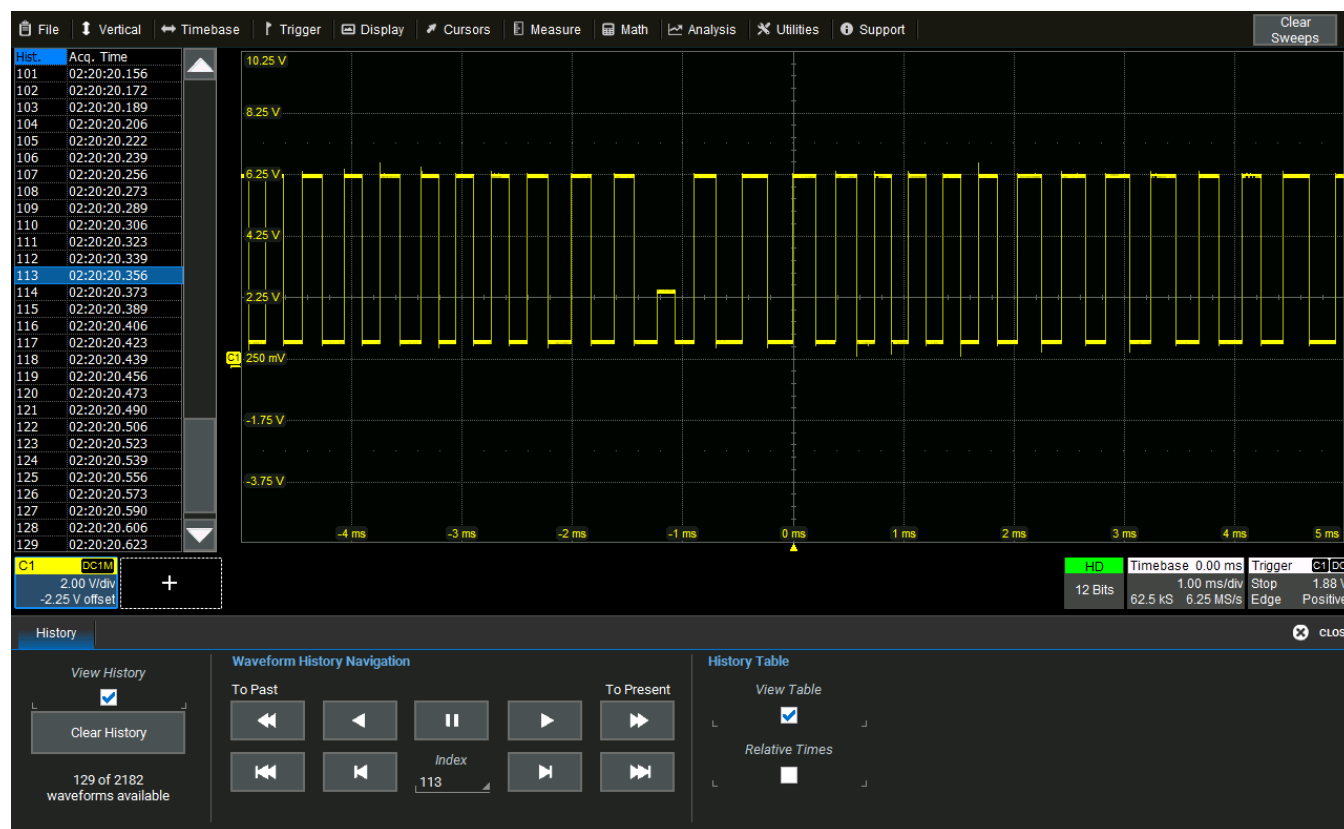 File Vertical Timebase Trigger Display Cursors Measure Math Analysis Utilities Support Clear Sweeps
Hist. Acq. Time
101 02:20:20.156
102 02:20:20.172
103 02:20:20.189
104 02:20:20.206
105 02:20:20.222
106 02:20:20.239
107 02:20:20.256
108 02:20:20.273
109 02:20:20.289
110 02:20:20.306
111 02:20:20.323
112 02:20:20.339
113 02:20:20.356
114 02:20:20.373
115 02:20:20.389
116 02:20:20.406
117 02:20:20.423
118 02:20:20.439
119 02:20:20.456
120 02:20:20.473
121 02:20:20.490
122 02:20:20.506
123 02:20:20.523
124 02:20:20.539
125 02:20:20.556
126 02:20:20.573
127 02:20:20.590
128 02:20:20.606
129 02:20:20.623
10.25 V
8.25 V
6.25 V
4.25 V
2.25 V
C1 250 mV
-1.75 V
-3.75 V
-4 ms -3 ms -2 ms -1 ms 0 ms 1 ms 2 ms 3 ms 4 ms 5 ms
C1 DC1M
2.00 V/div
-2.25 V offset
+
HD
12 Bits
Timebase 0.00 ms
1.00 ms/div
62.5 kS 6.25 MS/s
Trigger C1 DC
Stop 1.88 V
Edge Positive
History
CLOS
View History
Clear History
129 of 2182
waveforms available
Waveform History Navigation
To Past To Present
Index
113
History Table
View Table
Relative Times